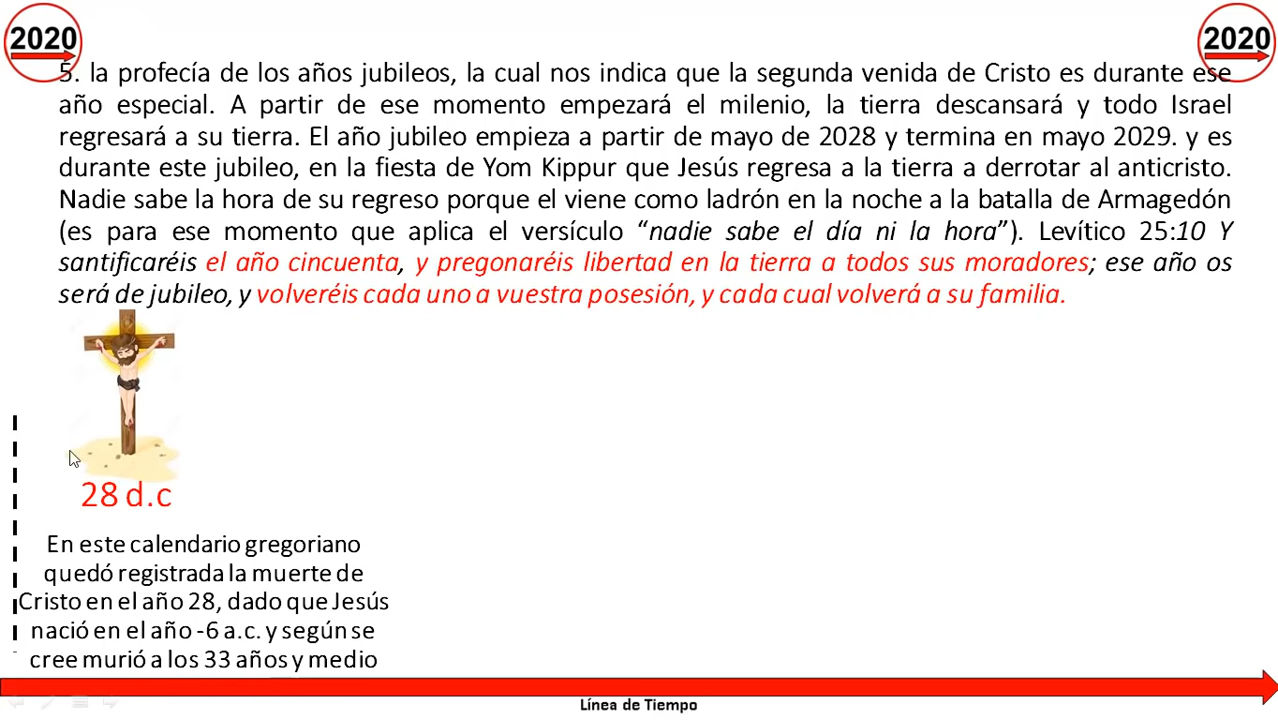 2020
2020
5. la profecía de los años jubileos, la cual nos indica que la segunda venida de Cristo es durante ese
año especial. A partir de ese momento empezará el milenio, la tierra descansará y todo Israel
regresará a su tierra. El año jubileo empieza a partir de mayo de 2028 y termina en mayo 2029. y es
durante este jubileo, en la fiesta de Yom Kippur que Jesús regresa a la tierra a derrotar al anticristo.
Nadie sabe la hora de su regreso porque el viene como ladrón en la noche a la batalla de Armagedón
(es para ese momento que aplica el versículo “nadie sabe el día ni la hora”). Levítico 25:10 Y
santificaréis el año cincuenta, y pregonaréis libertad en la tierra a todos sus moradores; ese año os
será de jubileo, y volveréis cada uno a vuestra posesión, y cada cual volverá a su familia.
28 d.c
En este calendario gregoriano
quedó registrada la muerte de
Cristo en el año 28, dado que Jesús
nació en el año -6 a.c. y según se
cree murió a los 33 años y medio
Línea de Tiempo